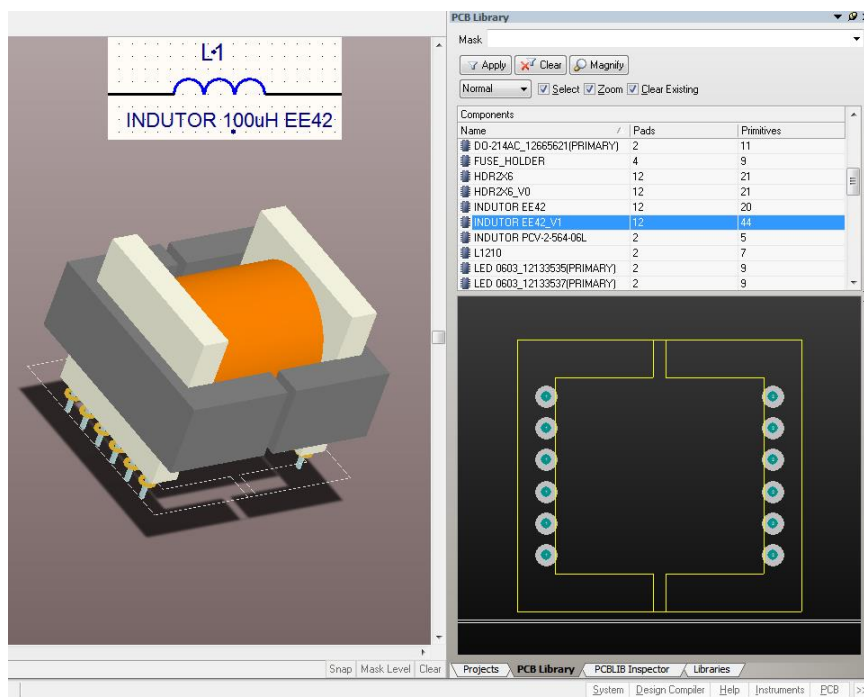 L1
INDUTOR 100uH EE42
Snap Mask Level Clear
PCB Library
Mask
Apply Clear Magnify
Normal Select Zoom Clear Existing
Components
Name / Pads Primitives
DO-214AC_12665621(PRIMARY) 2 11
FUSE_HOLDER 4 9
HDR2X6 12 21
HDR2X6_V0 12 21
INDUTOR EE42 12 20
INDUTOR EE42_V1 12 44
INDUTOR PCV-2-564-06L 2 5
L1210 2 7
LED 0603_12133535(PRIMARY) 2 9
LED 0603_12133537(PRIMARY) 2 9
Projects PCB Library PCBLIB Inspector Libraries
System Design Compiler Help Instruments PCB >>